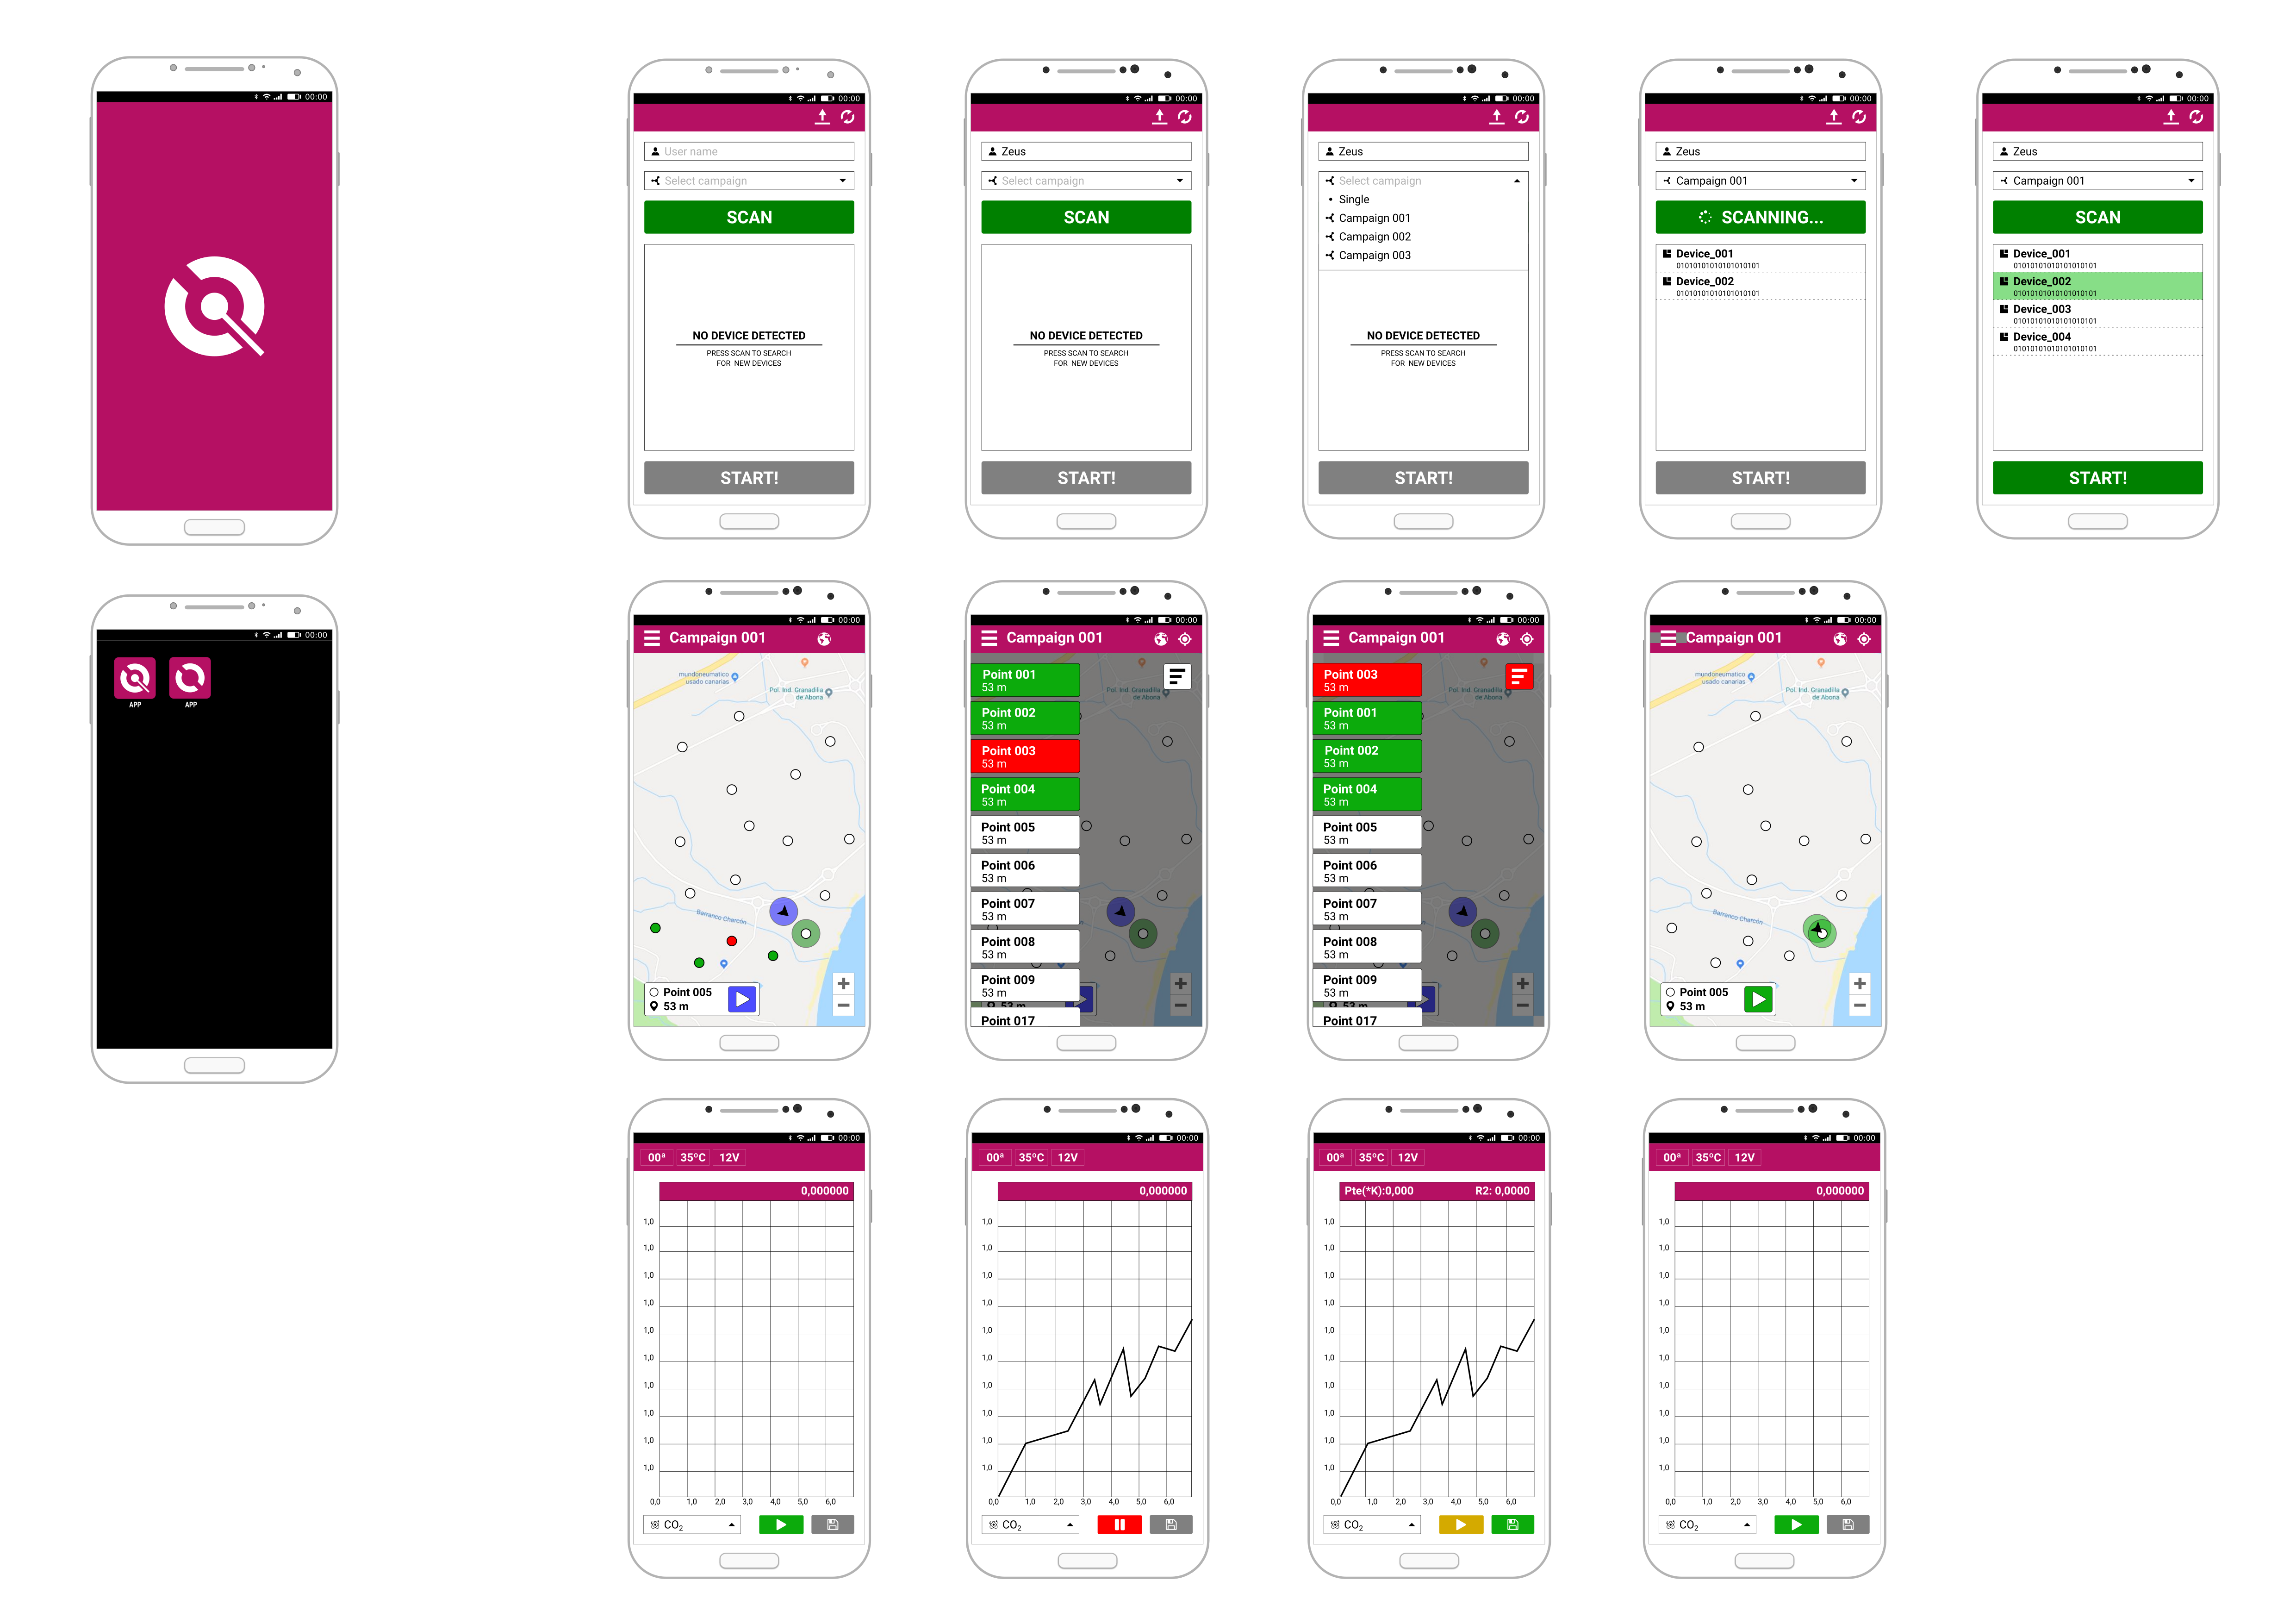 00:00
00:00
User name
Select campaign
SCAN
NO DEVICE DETECTED
PRESS SCAN TO SEARCH
FOR NEW DEVICES
START!
00:00
Zeus
Select campaign
SCAN
NO DEVICE DETECTED
PRESS SCAN TO SEARCH
FOR NEW DEVICES
START!
00:00
Zeus
Select campaign
Single
Campaign 001
Campaign 002
Campaign 003
NO DEVICE DETECTED
PRESS SCAN TO SEARCH
FOR NEW DEVICES
START!
00:00
Zeus
Campaign 001
SCANNING...
Device_001
01010101010101010101
Device_002
01010101010101010101
START!
00:00
Zeus
Campaign 001
SCAN
Device_001
01010101010101010101
Device_002
01010101010101010101
Device_003
01010101010101010101
Device_004
01010101010101010101
START!
00:00
APP APP
00:00
Campaign 001
mundoneumatico
usado canarias
Pol. Ind. Granadilla
de Abona
Barranco Charcón
Point 005
53 m
00:00
Campaign 001
Point 001
53 m
Pol. Ind. Granadilla
de Abona
Point 002
53 m
Point 003
53 m
Point 004
53 m
Point 005
53 m
Point 006
53 m
Point 007
53 m
Point 008
53 m
Point 009
53 m
53 m
Point 017
00:00
Campaign 001
Point 003
53 m
Pol. Ind. Granadilla
de Abona
Point 001
53 m
Point 002
53 m
Point 004
53 m
Point 005
53 m
Point 006
53 m
Point 007
53 m
Point 008
53 m
Point 009
53 m
53 m
Point 017
00:00
Campaign 001
mundoneumatico
usado canarias
Pol. Ind. Granadilla
de Abona
Barranco Charcón
Point 005
53 m
00:00
00ª 35ºC 12V
0,000000
1,0
1,0
1,0
1,0
1,0
1,0
1,0
1,0
1,0
1,0
0,0 1,0 2,0 3,0 4,0 5,0 6,0
CO2
00:00
00ª 35ºC 12V
0,000000
1,0
1,0
1,0
1,0
1,0
1,0
1,0
1,0
1,0
1,0
0,0 1,0 2,0 3,0 4,0 5,0 6,0
CO2
00:00
00ª 35ºC 12V
Pte(*K):0,000 R2: 0,0000
1,0
1,0
1,0
1,0
1,0
1,0
1,0
1,0
1,0
1,0
0,0 1,0 2,0 3,0 4,0 5,0 6,0
CO2
00:00
00ª 35ºC 12V
0,000000
1,0
1,0
1,0
1,0
1,0
1,0
1,0
1,0
1,0
1,0
0,0 1,0 2,0 3,0 4,0 5,0 6,0
CO2